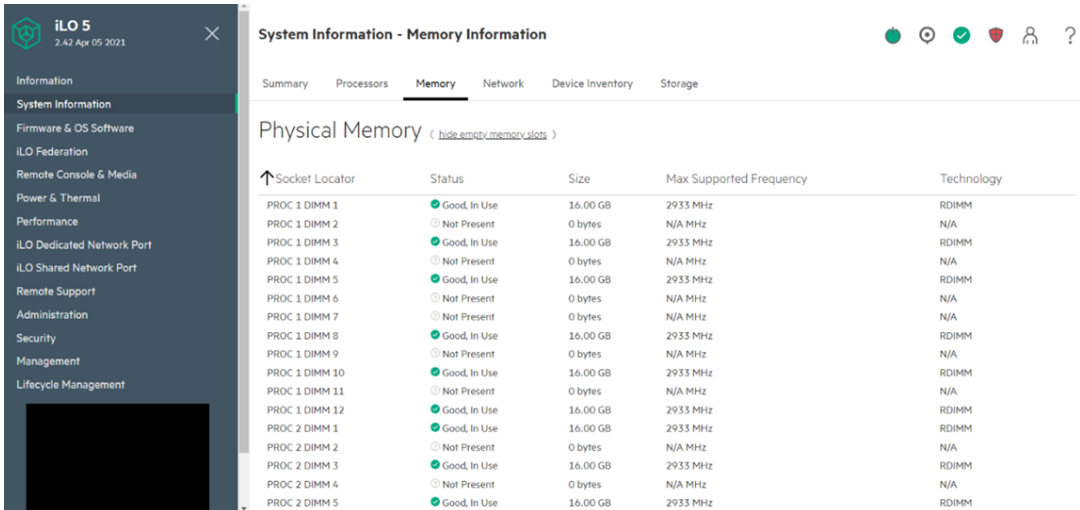 iLO 5
2.42 Apr 05 2021
Information
System Information
Firmware & OS Software
iLO Federation
Remote Console & Media
Power & Thermal
Performance
iLO Dedicated Network Port
iLO Shared Network Port
Remote Support
Administration
Security
Management
Lifecycle Management
System Information - Memory Information
?
Summary Processors Memory Network Device Inventory Storage
Physical Memory ( hide empty memory slots )
Socket Locator Status Size Max Supported Frequency Technology
PROC 1 DIMM 1 Good, In Use 16.00 GB 2933 MHz RDIMM
PROC 1 DIMM 2 Not Present 0 bytes N/A MHz N/A
PROC 1 DIMM 3 Good, In Use 16.00 GB 2933 MHz RDIMM
PROC 1 DIMM 4 Not Present 0 bytes N/A MHz N/A
PROC 1 DIMM 5 Good, In Use 16.00 GB 2933 MHz RDIMM
PROC 1 DIMM 6 Not Present 0 bytes N/A MHz N/A
PROC 1 DIMM 7 Not Present 0 bytes N/A MHz N/A
PROC 1 DIMM 8 Good, In Use 16.00 GB 2933 MHz RDIMM
PROC 1 DIMM 9 Not Present 0 bytes N/A MHz N/A
PROC 1 DIMM 10 Good, In Use 16.00 GB 2933 MHz RDIMM
PROC 1 DIMM 11 Not Present 0 bytes N/A MHz N/A
PROC 1 DIMM 12 Good, In Use 16.00 GB 2933 MHz RDIMM
PROC 2 DIMM 1 Good, In Use 16.00 GB 2933 MHz RDIMM
PROC 2 DIMM 2 Not Present 0 bytes N/A MHz N/A
PROC 2 DIMM 3 Good, In Use 16.00 GB 2933 MHz RDIMM
PROC 2 DIMM 4 Not Present 0 bytes N/A MHz N/A
PROC 2 DIMM 5 Good, In Use 16.00 GB 2933 MHz RDIMM